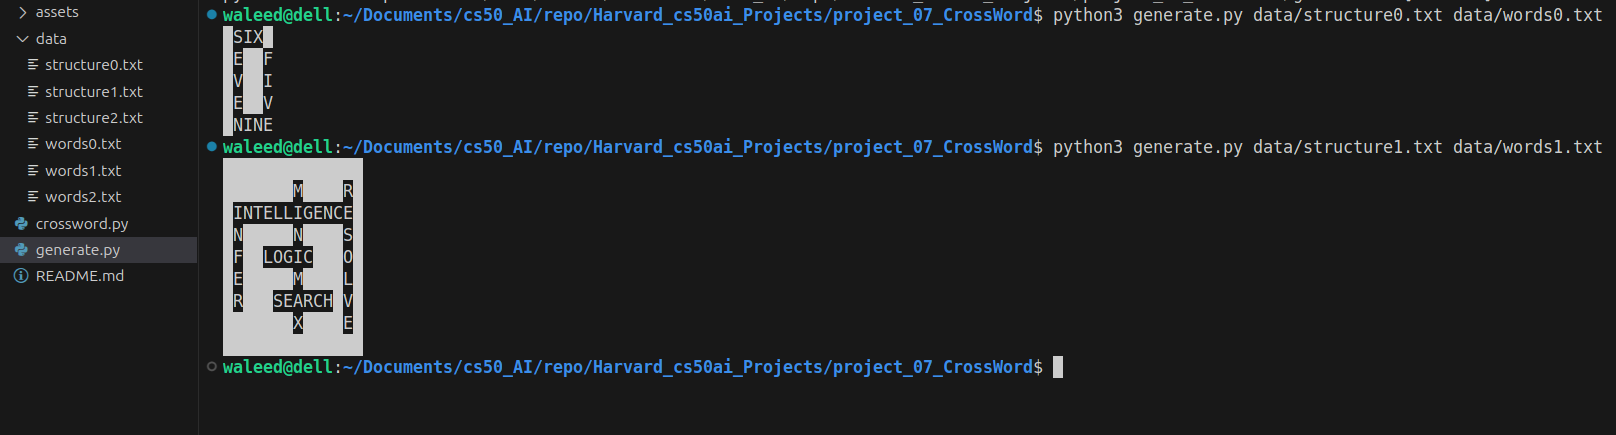 assets
data
structure0.txt
structure1.txt
structure2.txt
words0.txt
words1.txt
words2.txt
crossword.py
generate.py
README.md
waleed@dell:~/Documents/cs50_AI/repo/Harvard_cs50ai_Projects/project_07_CrossWord$ python3 generate.py data/structure0.txt data/words0.txt
SIX
E F
V I
E V
NINE
waleed@dell:~/Documents/cs50_AI/repo/Harvard_cs50ai_Projects/project_07_CrossWord$ python3 generate.py data/structure1.txt data/words1.txt
M R
INTELLIGENCE
N N S
F LOGIC O
E M L
R SEARCH V
X E
waleed@dell:~/Documents/cs50_AI/repo/Harvard_cs50ai_Projects/project_07_CrossWord$